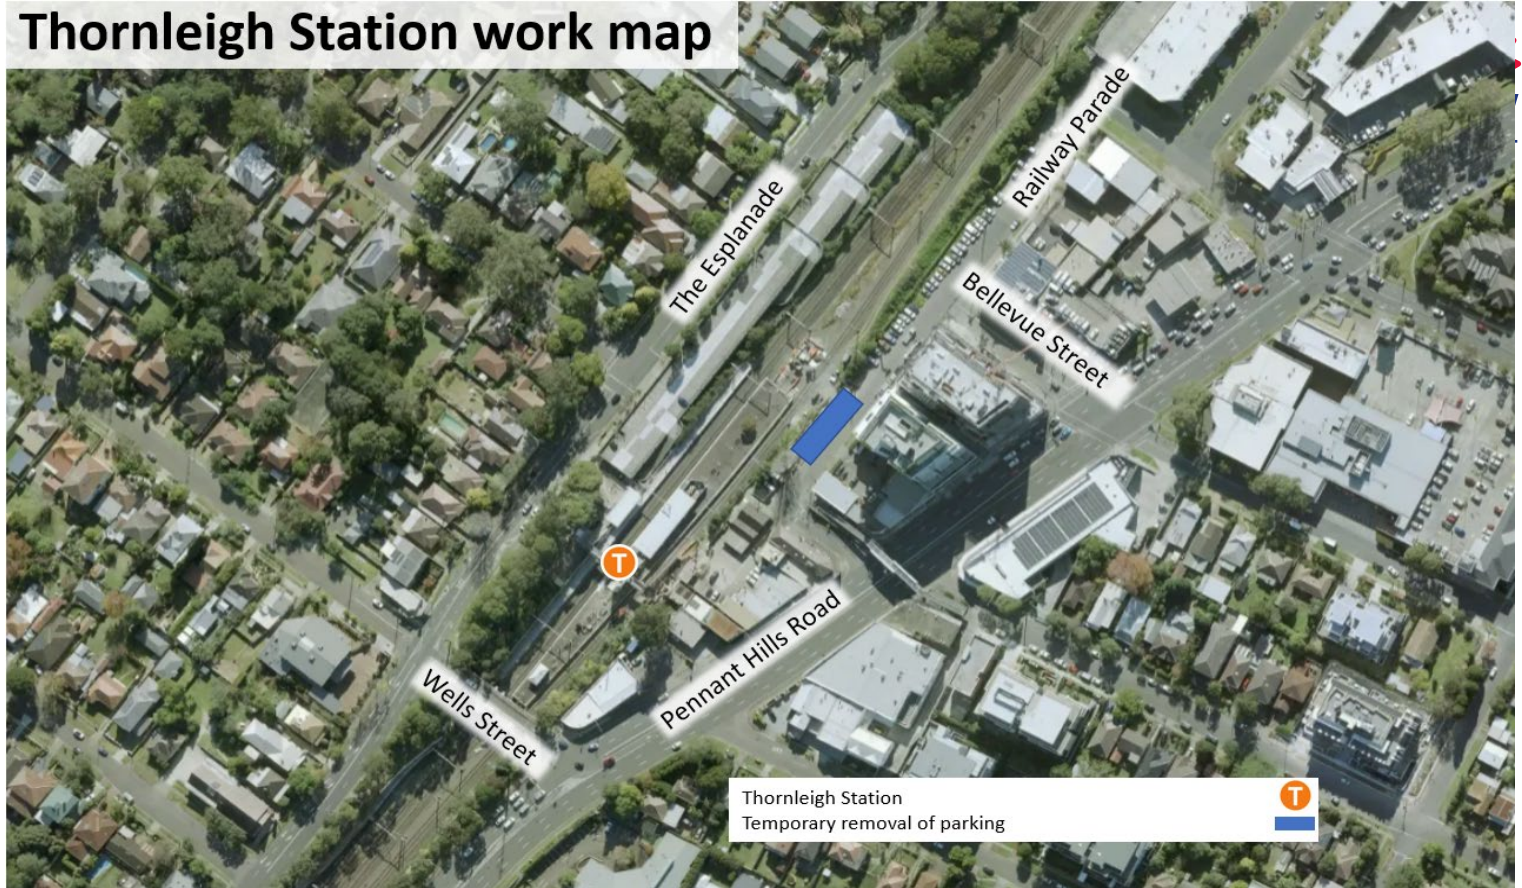 Thornleigh Station work map
Railway Parade
The Esplanade
Bellevue Street
Pennant Hills Road
Wells Street
T
Thornleigh Station T
Temporary removal of parking